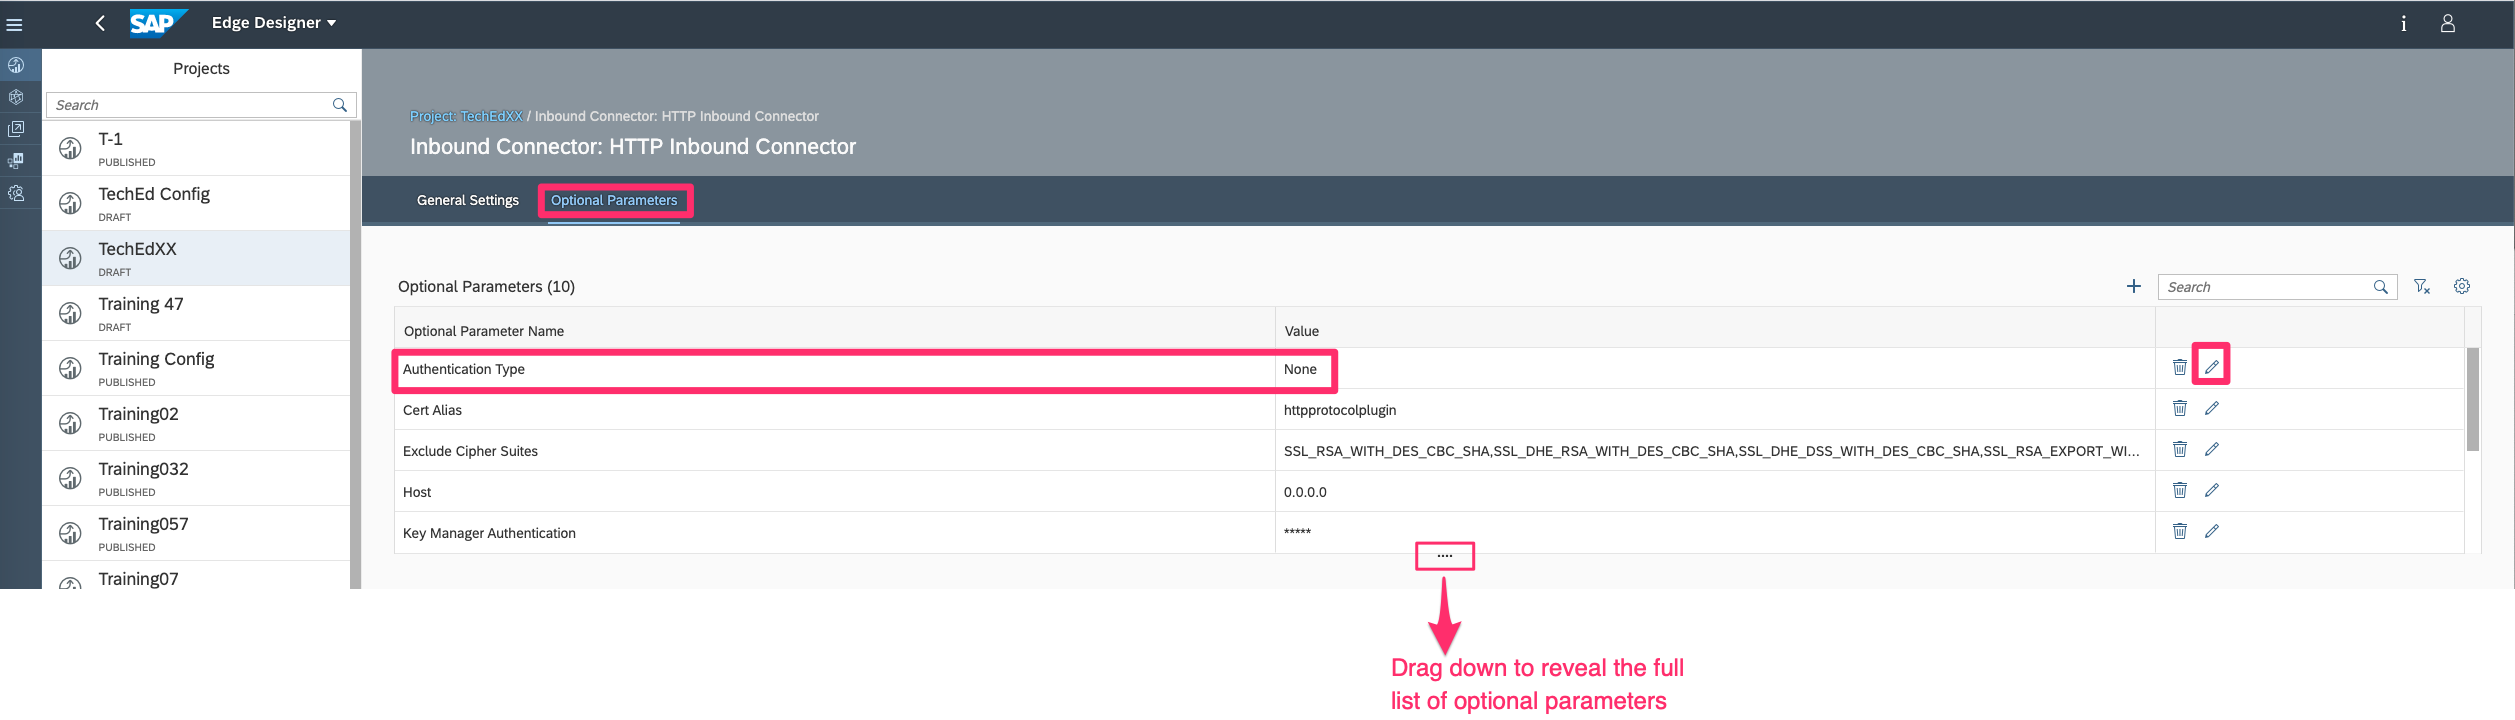 SAP Edge Designer
i
Projects
Search
T-1
PUBLISHED
TechEd Config
DRAFT
TechEdXX
DRAFT
Training 47
DRAFT
Training Config
PUBLISHED
Training02
PUBLISHED
Training032
PUBLISHED
Training057
PUBLISHED
Training07
Project: TechEdXX / Inbound Connector: HTTP Inbound Connector
Inbound Connector: HTTP Inbound Connector
General Settings Optional Parameters
Optional Parameters (10)
Search
Optional Parameter Name Value
Authentication Type None
Cert Alias httpprotocolplugin
Exclude Cipher Suites SSL_RSA_WITH_DES_CBC_SHA,SSL_DHE_RSA_WITH_DES_CBC_SHA,SSL_DHE_DSS_WITH_DES_CBC_SHA,SSL_RSA_EXPORT_WI...
Host 0.0.0.0
Key Manager Authentication *****
....
Drag down to reveal the full
list of optional parameters